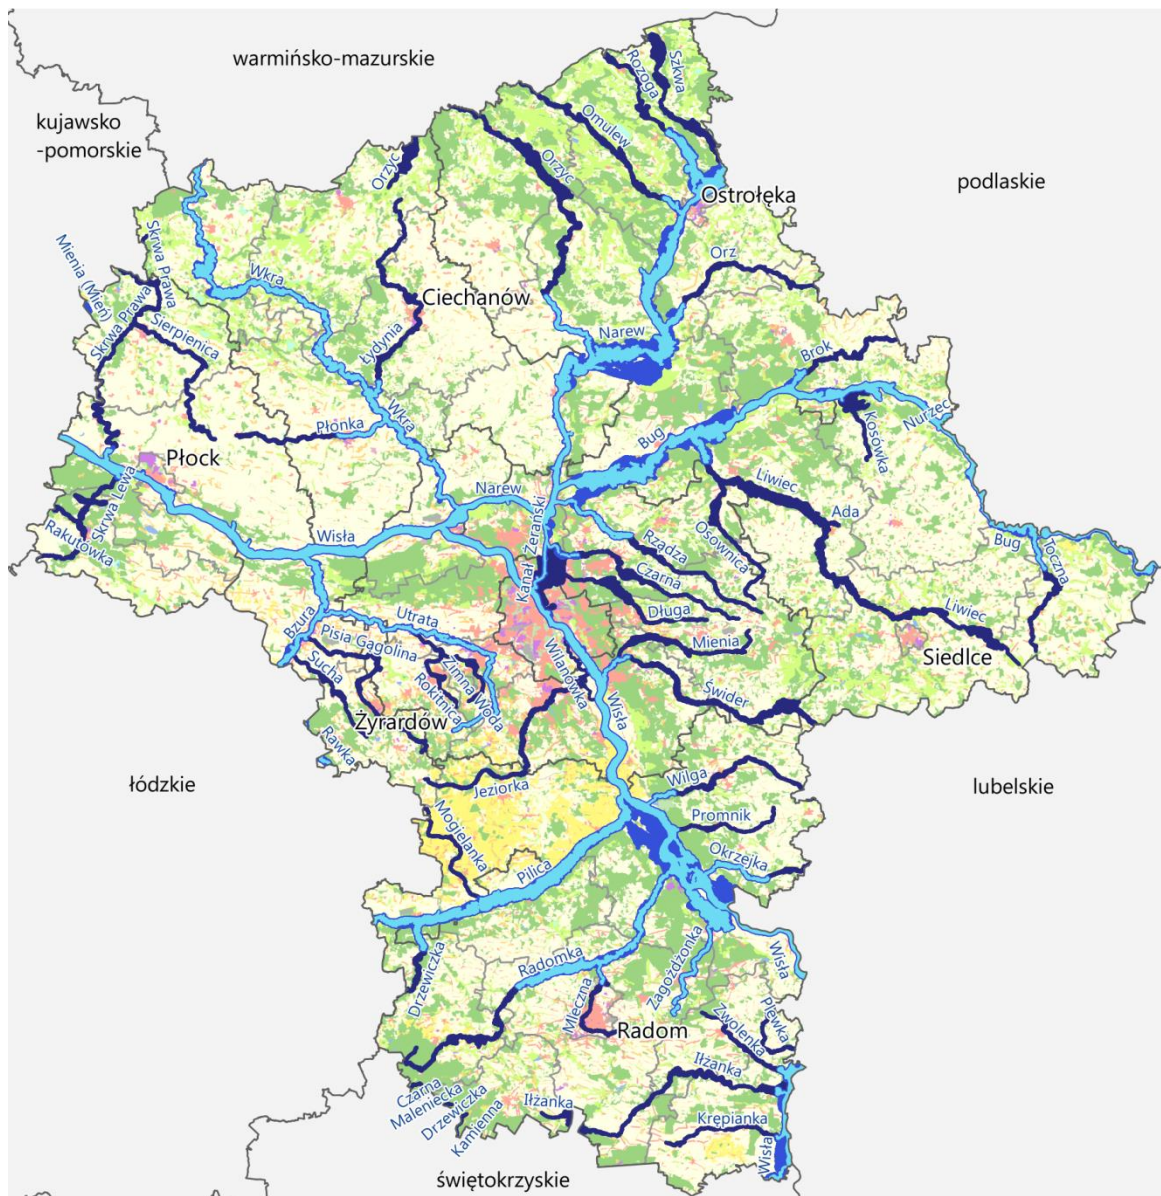 warmińsko-mazurskie
kujawsko
-pomorskie
podlaskie
łódzkie
lubelskie
świętokrzyskie
Rozoga
Szkwa
Omulew
Orzyc
Orzyc
Ostrołęka
Orz
Ciechanów
Wkra
Skrwa Prawa
Mienia (Mień)
Skrwa Prawa
Sierpienica
Łydynia
Narew
Brok
Nurzec
Kosówka
Wkra
Płonka
Bug
Płock
Skrwa Lewa
Rakutówka
Narew
Wisła
Kanał Żerański
Liwiec
Ada
Osownica
Rządza
Czarna
Długa
Bug
Toczna
Liwiec
Siedlce
Bzura
Utrata
Pisia Gągolina
Sucha
Zimna Woda
Rokitnica
Żyrardów
Rawka
Wilanówka
Wisła
Mienia
Świder
Jeziorka
Wilga
Promnik
Okrzejka
Mogielanka
Pilica
Drzewiczka
Radomka
Mleczna
Zagożdżonka
Wisła
Radom
Zwolenka
Plewka
Iłżanka
Krępianka
Wisła
Czarna
Maleniecka
Drzewiczka
Kamienna
Iłżanka